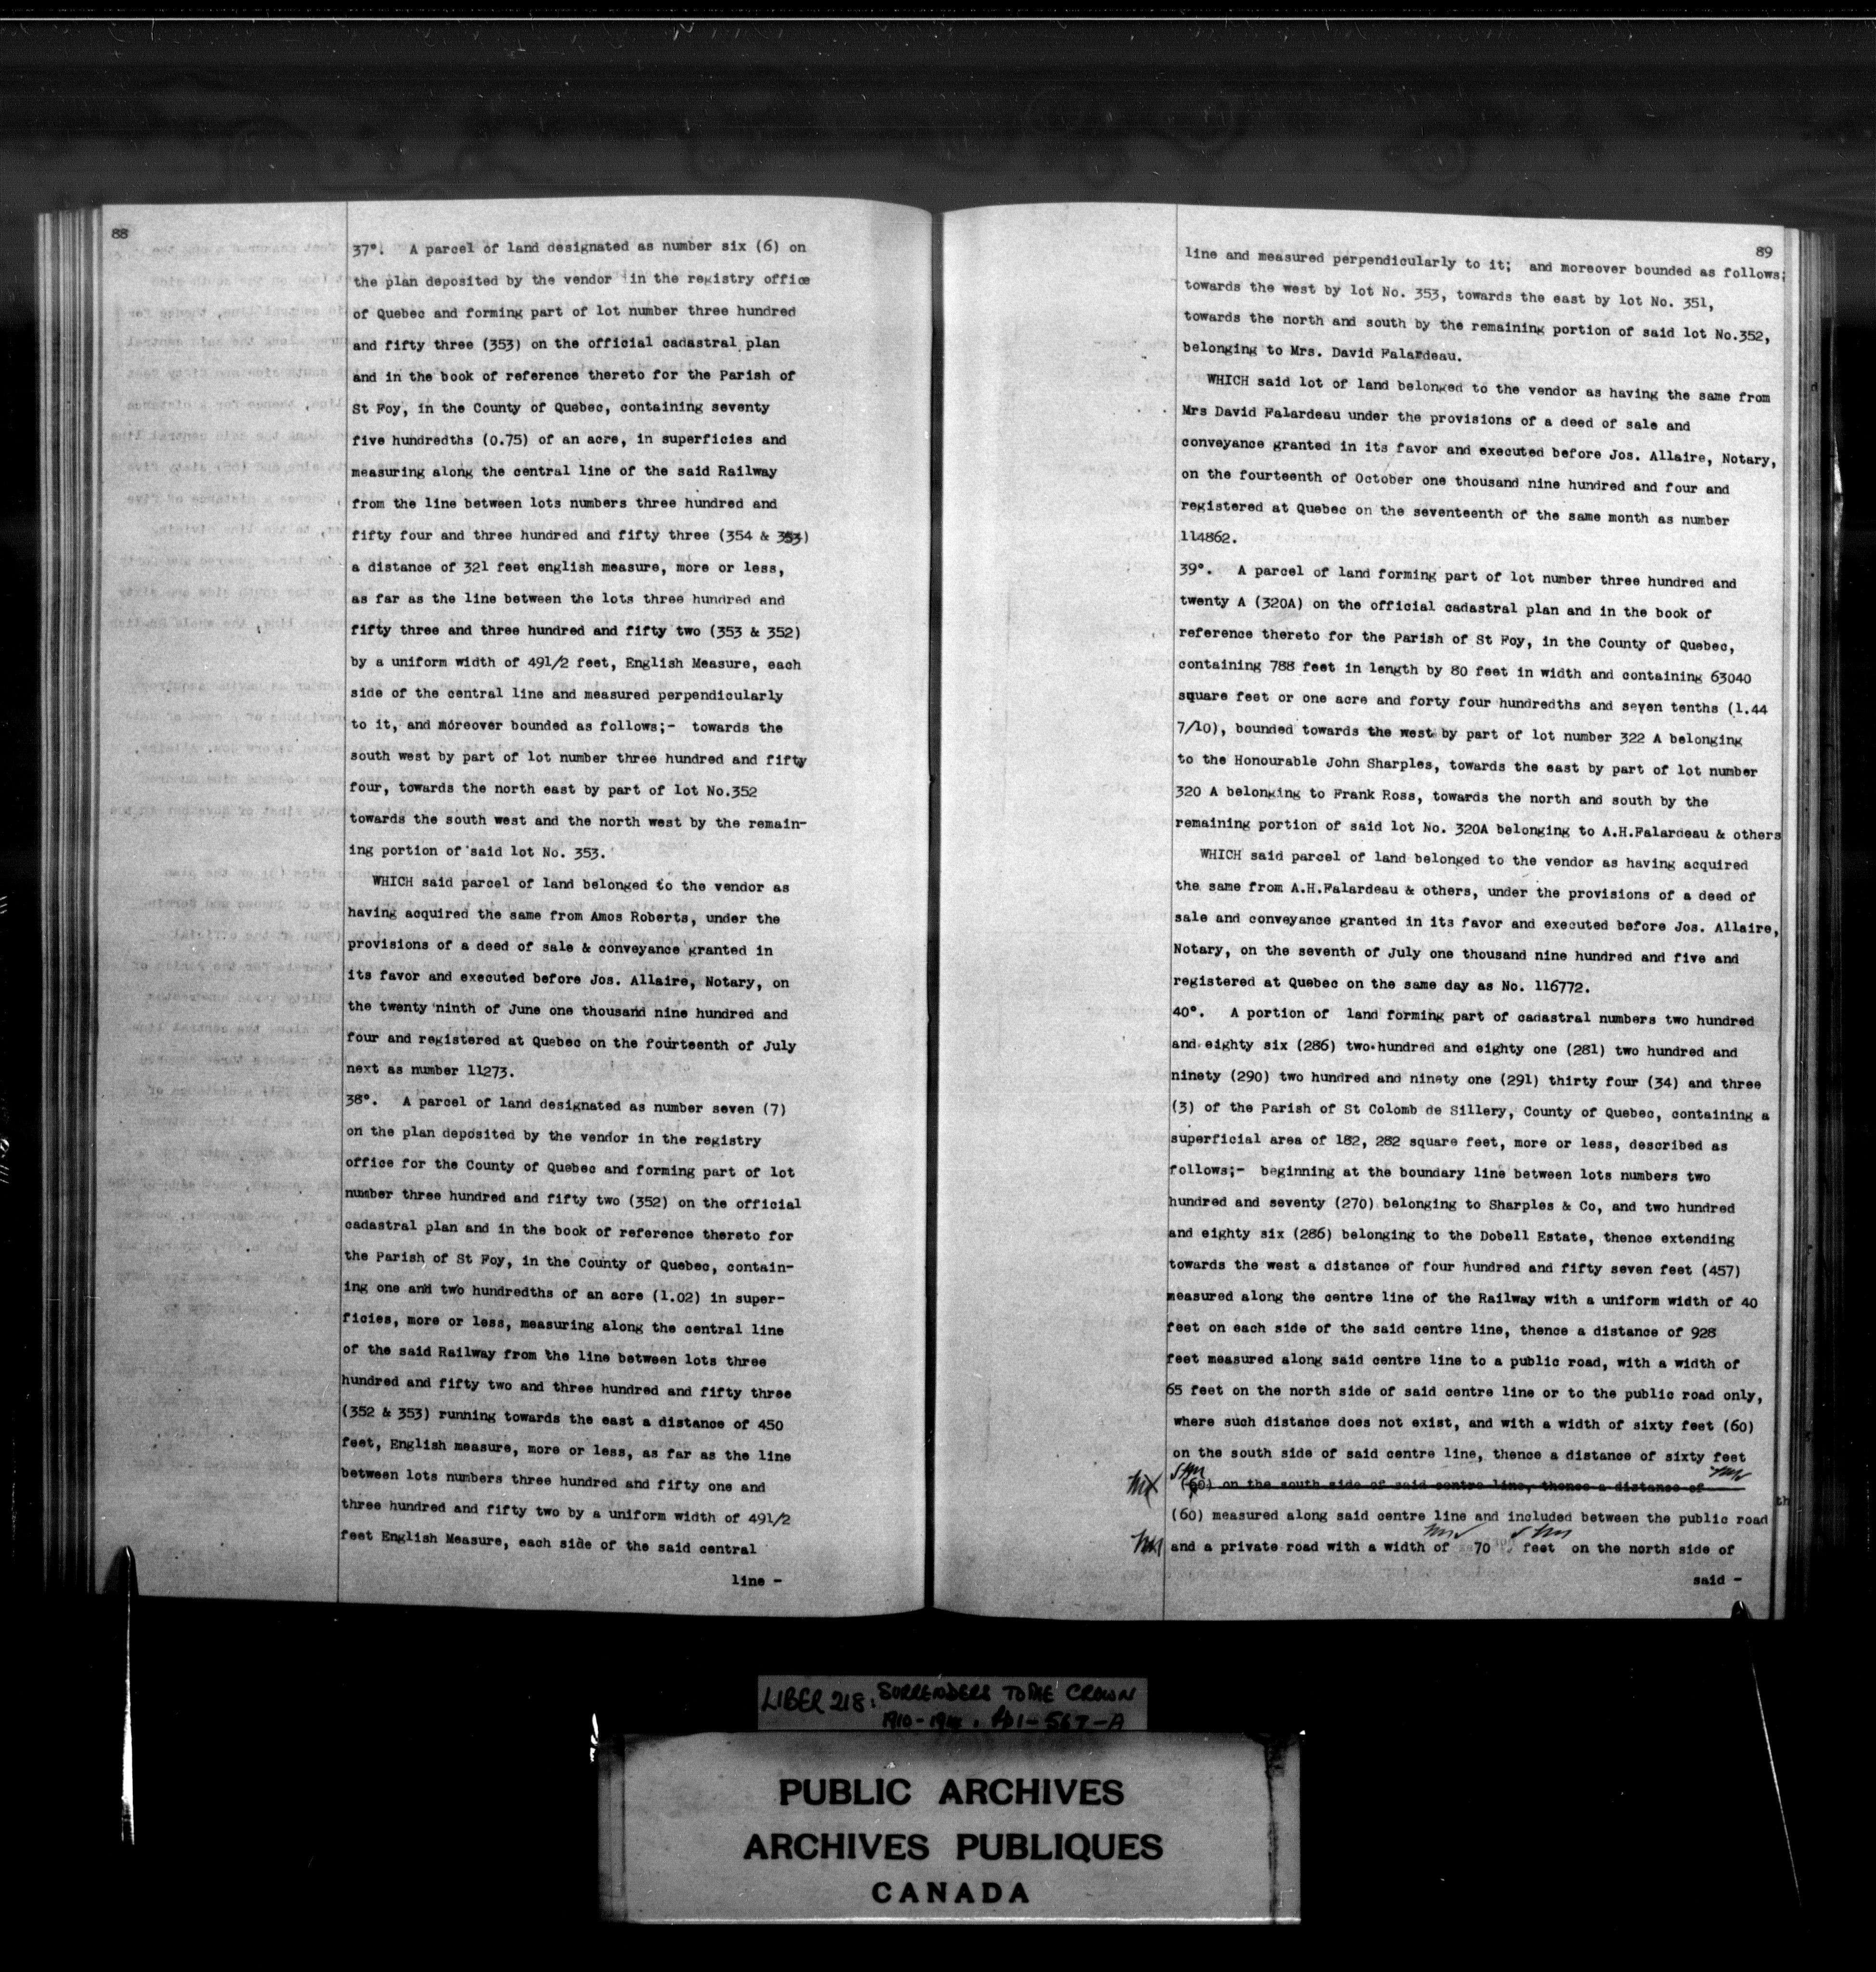 88
37°. A parcel of land designated as number six (6) on
the plan deposited by the vendor in the registry office
of Quebec and forming part of lot number three hundred
and fifty three (353) on the official cadastral plan
and in the book of reference thereto for the Parish of
St Foy, in the County of Quebec, containing seventy
five hundredths (0.75) of an acre, in superficies and
measuring along the central line of the said Railway
from the line between lots numbers three hundred and
fifty four and three hundred and fifty three (354 & 353)
a distance of 321 feet english measure, more or less,
as far as the line between the lots three hundred and
fifty three and three hundred and fifty two (353 & 352)
by a uniform width of 491/2 feet, English Measure, each
side of the central line and measured perpendicularly
to it, and moreover bounded as follows;- towards the
south west by part of lot number three hundred and fifty
four, towards the north east by part of lot No.352
towards the south west and the north west by the remain-
ing portion of said lot No. 353.
WHICH said parcel of land belonged to the vendor as
having acquired the same from Amos Roberts, under the
provisions of a deed of sale & conveyance granted in
its favor and executed before Jos. Allaire, Notary, on
the twenty ninth of June one thousand nine hundred and
four and registered at Quebec on the fourteenth of July
next as number 11273.
38°. A parcel of land designated as number seven (7)
on the plan deposited by the vendor in the registry
office for the County of Quebec and forming part of lot
number three hundred and fifty two (352) on the official
cadastral plan and in the book of reference thereto for
the Parish of St Foy, in the County of Quebec, contain-
ing one and two hundredths of an acre (1.02) in super-
ficies, more or less, measuring along the central line
of the said Railway from the line between lots three
hundred and fifty two and three hundred and fifty three
(352 & 353) running towards the east a distance of 450
feet, English measure, more or less, as far as the line
between lots numbers three hundred and fifty one and
three hundred and fifty two by a uniform width of 491/2
feet English Measure, each side of the said central
line -
89
line and measured perpendicularly to it; and moreover bounded as follows;
towards the west by lot No. 353, towards the east by lot No. 351,
towards the north and south by the remaining portion of said lot No.352,
belonging to Mrs. David Falardeau.
WHICH said lot of land belonged to the vendor as having the same from
Mrs David Falardeau under the provisions of a deed of sale and
conveyance granted in its favor and executed before Jos. Allaire, Notary,
on the fourteenth of October one thousand nine hundred and four and
registered at Quebec on the seventeenth of the same month as number
114862.
39°. A parcel of land forming part of lot number three hundred and
twenty A (320A) on the official cadastral plan and in the book of
reference thereto for the Parish of St Foy, in the County of Quebec,
containing 788 feet in length by 80 feet in width and containing 63040
square feet or one acre and forty four hundredths and seven tenths (1.44
7/10), bounded towards the west by part of lot number 322 A belonging
to the Honourable John Sharples, towards the east by part of lot number
320 A belonging to Frank Ross, towards the north and south by the
remaining portion of said lot No. 320A belonging to A.H.Falardeau & others
WHICH said parcel of land belonged to the vendor as having acquired
the same from A.H.Falardeau & others, under the provisions of a deed of
sale and conveyance granted in its favor and executed before Jos. Allaire,
Notary, on the seventh of July one thousand nine hundred and five and
registered at Quebec on the same day as No. 116772.
40°. A portion of land forming part of cadastral numbers two hundred
and eighty six (286) two hundred and eighty one (281) two hundred and
ninety (290) two hundred and ninety one (291) thirty four (34) and three
(3) of the Parish of St Colomb de Sillery, County of Quebec, containing a
superficial area of 182, 282 square feet, more or less, described as
follows;- beginning at the boundary line between lots numbers two
hundred and seventy (270) belonging to Sharples & Co, and two hundred
and eighty six (286) belonging to the Dobell Estate, thence extending
towards the west a distance of four hundred and fifty seven feet (457)
measured along the centre line of the Railway with a uniform width of 40
feet on each side of the said centre line, thence a distance of 928
feet measured along said centre line to a public road, with a width of
65 feet on the north side of said centre line or to the public road only,
where such distance does not exist, and with a width of sixty feet (60)
on the south side of said centre line, thence a distance of sixty feet
(60) on the south side of said centre line, thence a distance of
(60) measured along said centre line and included between the public road
and a private road with a width of 70 feet on the north side of
said -
LIBER 218: SURRENDERS TO THE CROWN
PUBLIC ARCHIVES
ARCHIVES PUBLIQUES
CANADA